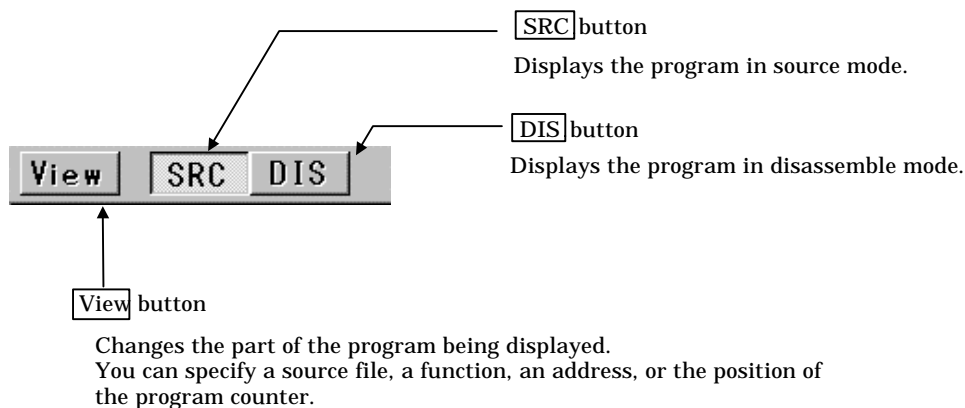 SRC button
Displays the program in source mode.
DIS button
Displays the program in disassemble mode.
View SRC DIS
View button
Changes the part of the program being displayed.
You can specify a source file, a function, an address, or the position of
the program counter.